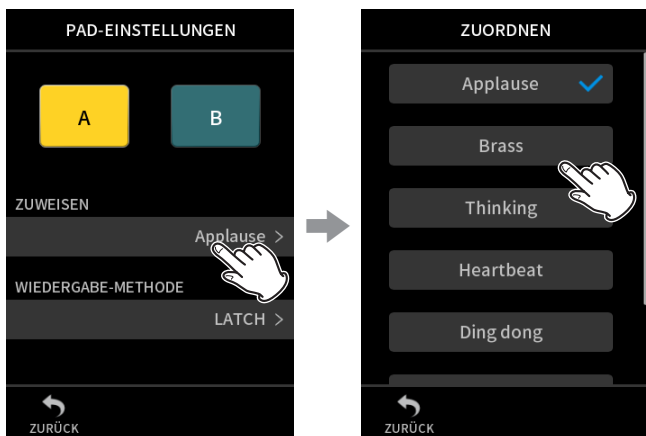 PAD-EINSTELLUNGEN
A
B
ZUWEISEN
Applause >
WIEDERGABE-METHODE
LATCH >
ZURÜCK
ZUORDNEN
Applause
Brass
Thinking
Heartbeat
Ding dong
ZURÜCK